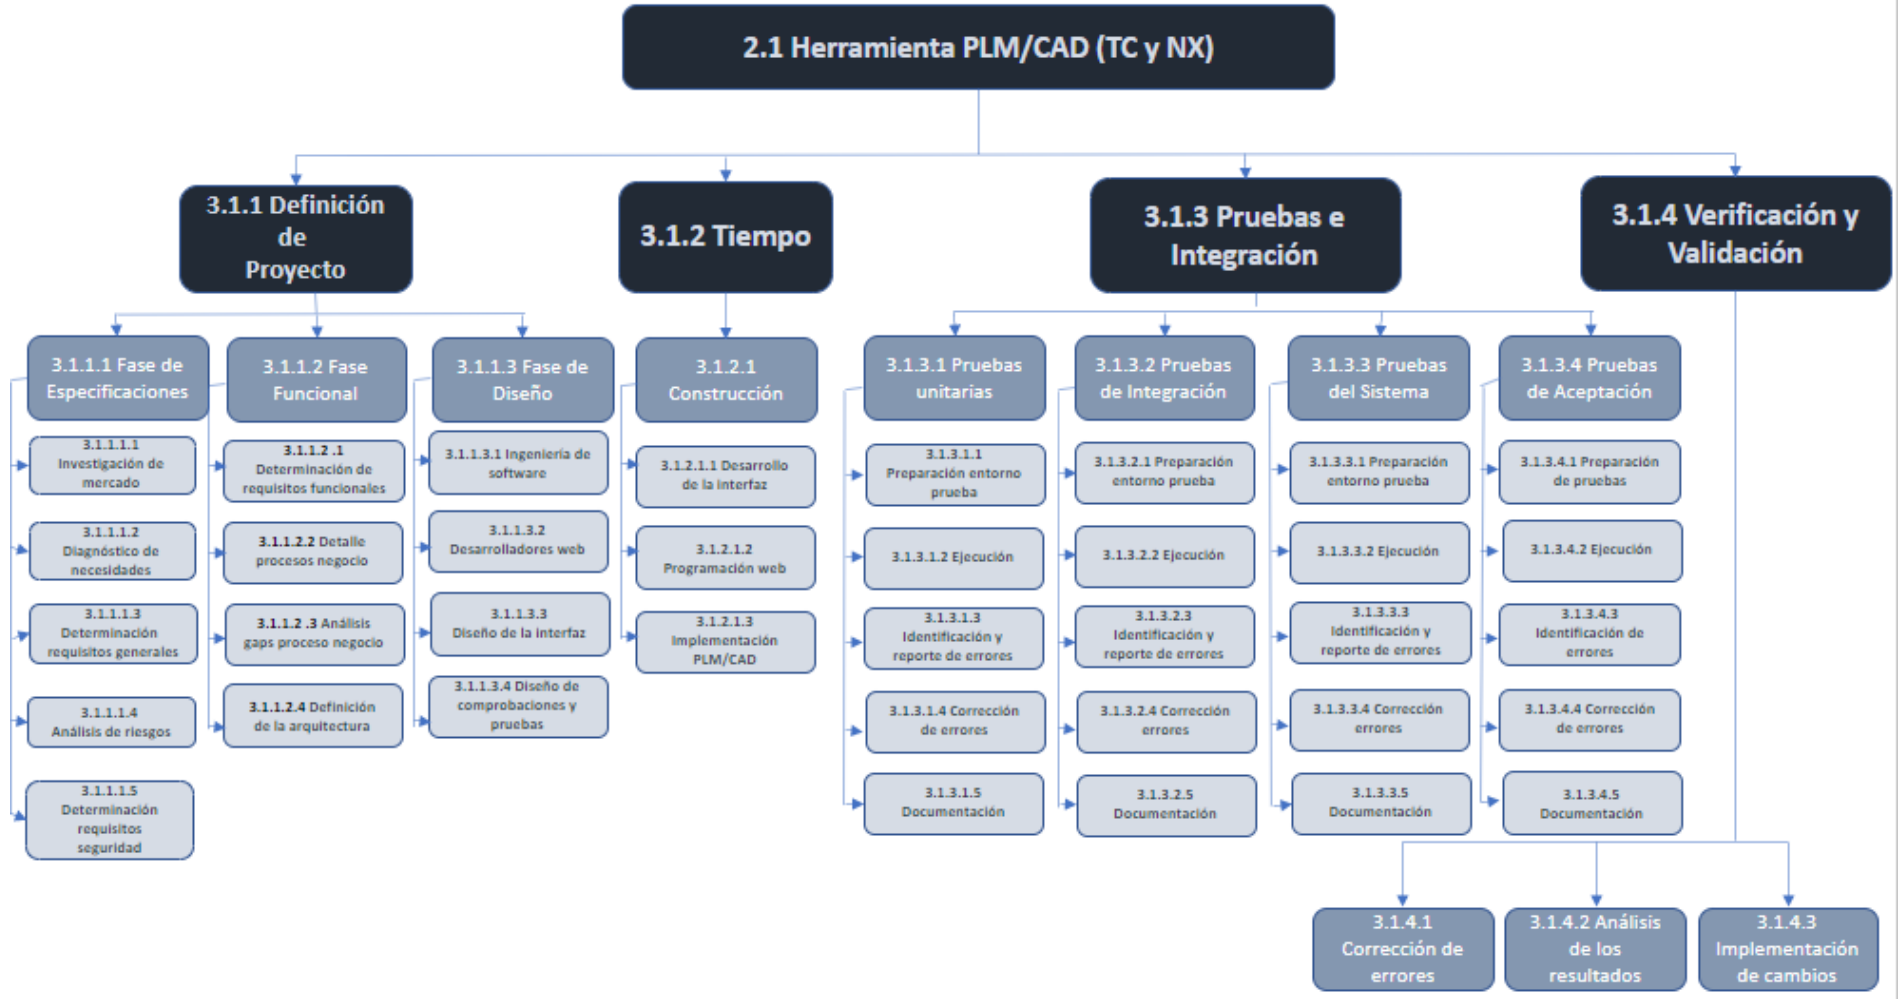 2.1 Herramienta PLM/CAD (TC y NX)
3.1.1 Definición
de
Proyecto
3.1.2 Tiempo
3.1.3 Pruebas e
Integración
3.1.4 Verificación y
Validación
3.1.1.1 Fase de
Especificaciones
3.1.1.2 Fase
Funcional
3.1.1.3 Fase de
Diseño
3.1.2.1
Construcción
3.1.3.1 Pruebas
unitarias
3.1.3.2 Pruebas
de Integración
3.1.3.3 Pruebas
del Sistema
3.1.3.4 Pruebas
de Aceptación
3.1.1.1.1
Investigación de
mercado
3.1.1.1.2
Diagnóstico de
necesidades
3.1.1.1.3
Determinación
requisitos generales
3.1.1.1.4
Análisis de riesgos
3.1.1.1.5
Determinación
requisitos
seguridad
3.1.1.2 .1
Determinación de
requisitos funcionales
3.1.1.2.2 Detalle
procesos negocio
3.1.1.2 .3 Análisis
gaps proceso negocio
3.1.1.2.4 Definición
de la arquitectura
3.1.1.3.1 Ingeniería de
software
3.1.1.3.2
Desarrolladores web
3.1.1.3.3
Diseño de la interfaz
3.1.1.3.4 Diseño de
comprobaciones y
pruebas
3.1.2.1.1 Desarrollo
de la interfaz
3.1.2.1.2
Programación web
3.1.2.1.3
Implementación
PLM/CAD
3.1.3.1.1
Preparación entorno
prueba
3.1.3.1.2 Ejecución
3.1.3.1.3
Identificación y
reporte de errores
3.1.3.1.4 Corrección
de errores
3.1.3.1.5
Documentación
3.1.3.2.1 Preparación
entorno prueba
3.1.3.2.2 Ejecución
3.1.3.2.3
Identificación y
reporte de errores
3.1.3.2.4 Corrección
errores
3.1.3.2.5
Documentación
3.1.3.3.1 Preparación
entorno prueba
3.1.3.3.2 Ejecución
3.1.3.3.3
Identificación y
reporte de errores
3.1.3.3.4 Corrección
errores
3.1.3.3.5
Documentación
3.1.3.4.1 Preparación
de pruebas
3.1.3.4.2 Ejecución
3.1.3.4.3
Identificación de
errores
3.1.3.4.4 Corrección
de errores
3.1.3.4.5
Documentación
3.1.4.1
Corrección de
errores
3.1.4.2 Análisis
de los
resultados
3.1.4.3
Implementación
de cambios